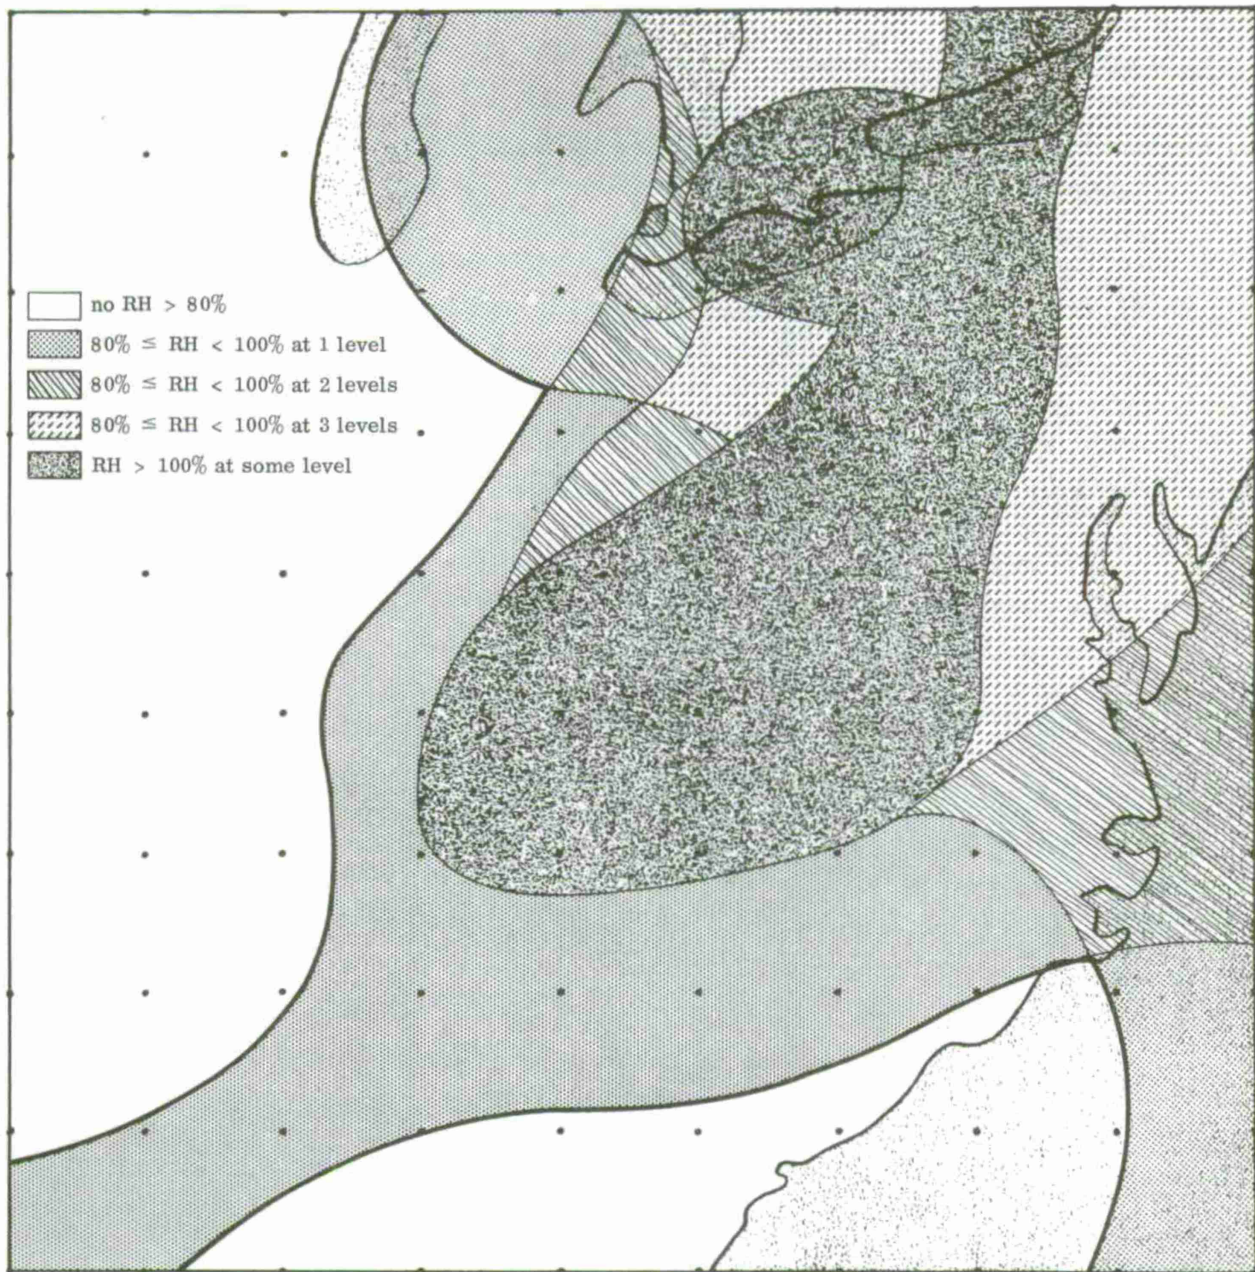 no RH > 80%
80% ≤ RH < 100% at 1 level
80% ≤ RH < 100% at 2 levels
80% ≤ RH < 100% at 3 levels
RH > 100% at some level